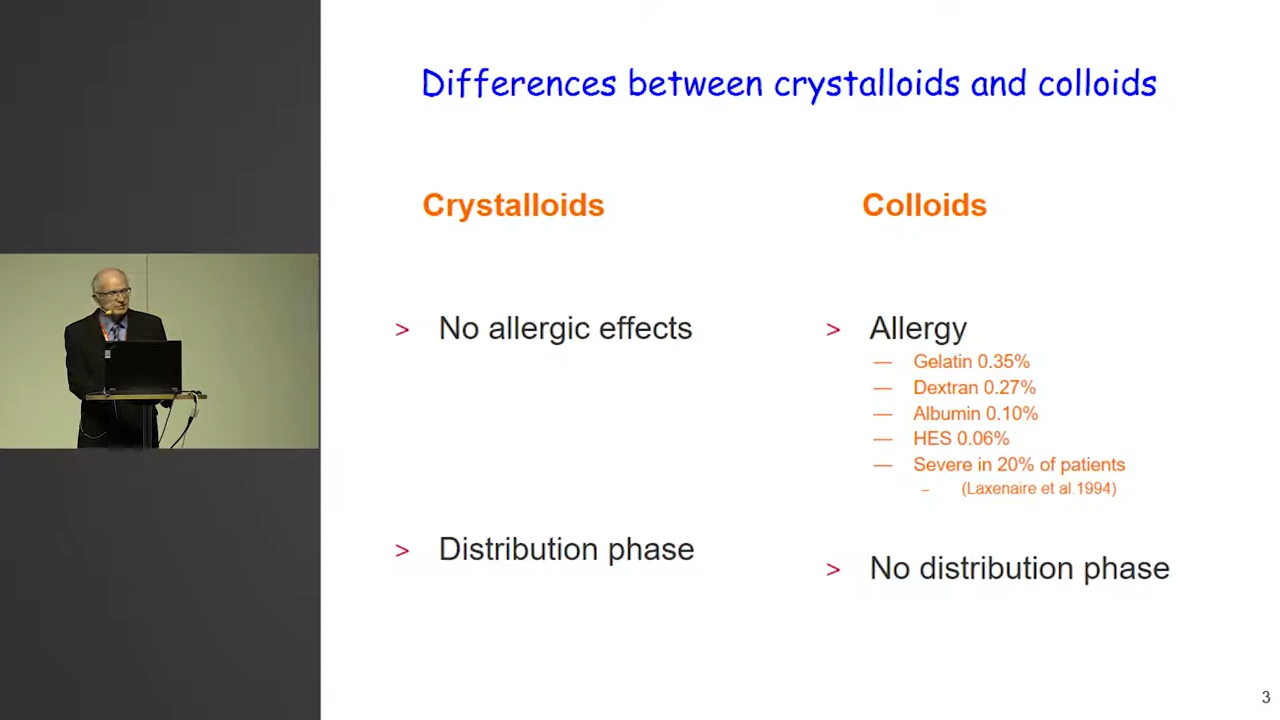 Differences between crystalloids and colloids
Crystalloids
> No allergic effects
> Distribution phase
Colloids
> Allergy
— Gelatin 0.35%
— Dextran 0.27%
— Albumin 0.10%
— HES 0.06%
— Severe in 20% of patients
– (Laxenaire et al.1994)
> No distribution phase
3